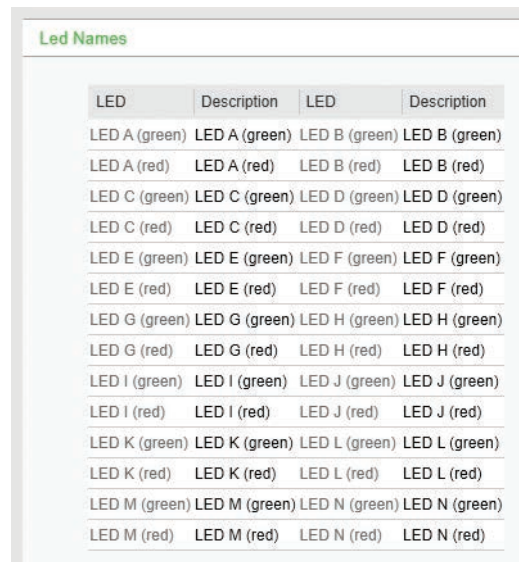 Led Names
LED Description LED Description
LED A (green) LED A (green) LED B (green) LED B (green)
LED A (red) LED A (red) LED B (red) LED B (red)
LED C (green) LED C (green) LED D (green) LED D (green)
LED C (red) LED C (red) LED D (red) LED D (red)
LED E (green) LED E (green) LED F (green) LED F (green)
LED E (red) LED E (red) LED F (red) LED F (red)
LED G (green) LED G (green) LED H (green) LED H (green)
LED G (red) LED G (red) LED H (red) LED H (red)
LED I (green) LED I (green) LED J (green) LED J (green)
LED I (red) LED I (red) LED J (red) LED J (red)
LED K (green) LED K (green) LED L (green) LED L (green)
LED K (red) LED K (red) LED L (red) LED L (red)
LED M (green) LED M (green) LED N (green) LED N (green)
LED M (red) LED M (red) LED N (red) LED N (red)